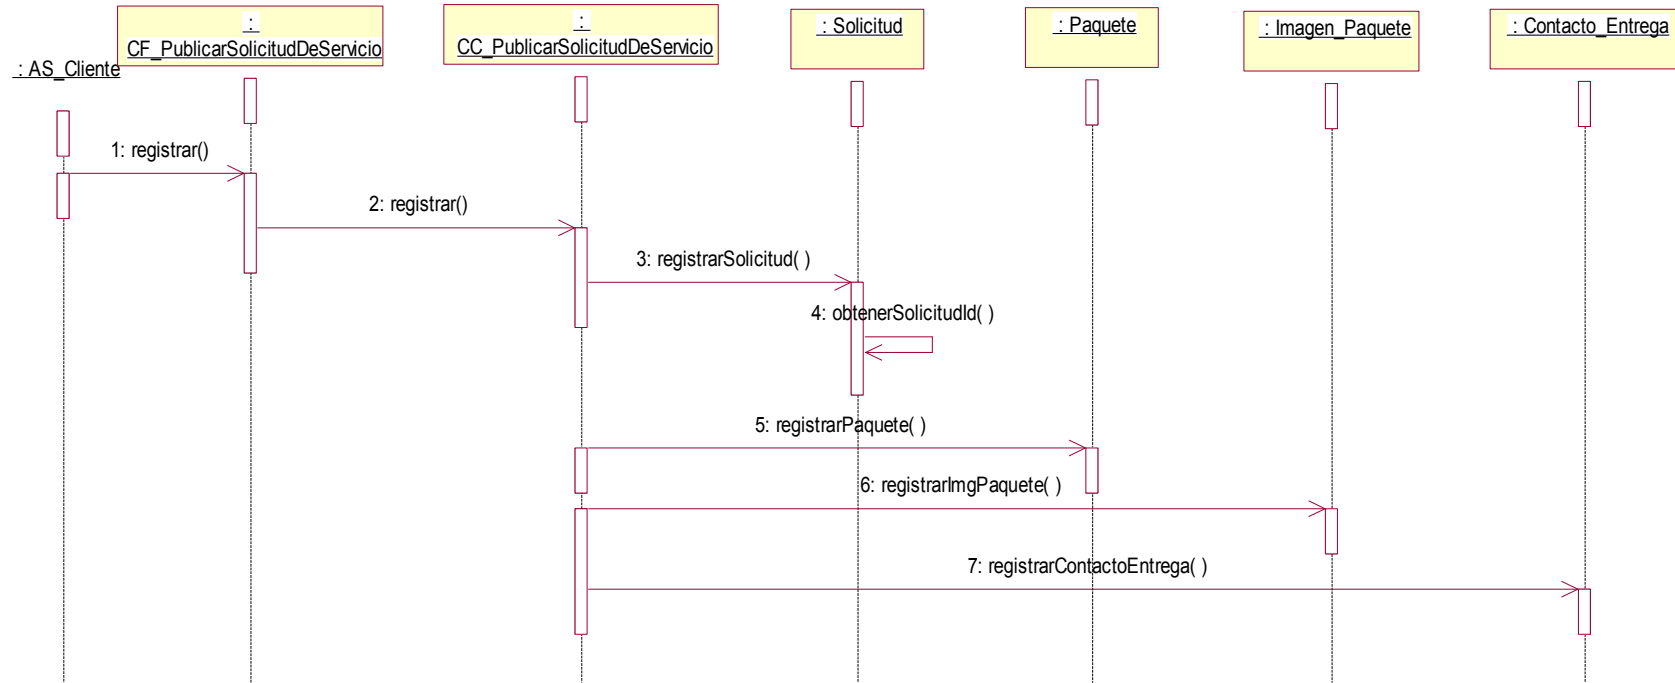 : AS_Cliente
:
CF_PublicarSolicitudDeServicio
:
CC_PublicarSolicitudDeServicio
: Solicitud
: Paquete
: Imagen_Paquete
: Contacto_Entrega
1: registrar()
2: registrar()
3: registrarSolicitud( )
4: obtenerSolicitudId( )
5: registrarPaquete( )
6: registrarImgPaquete( )
7: registrarContactoEntrega( )